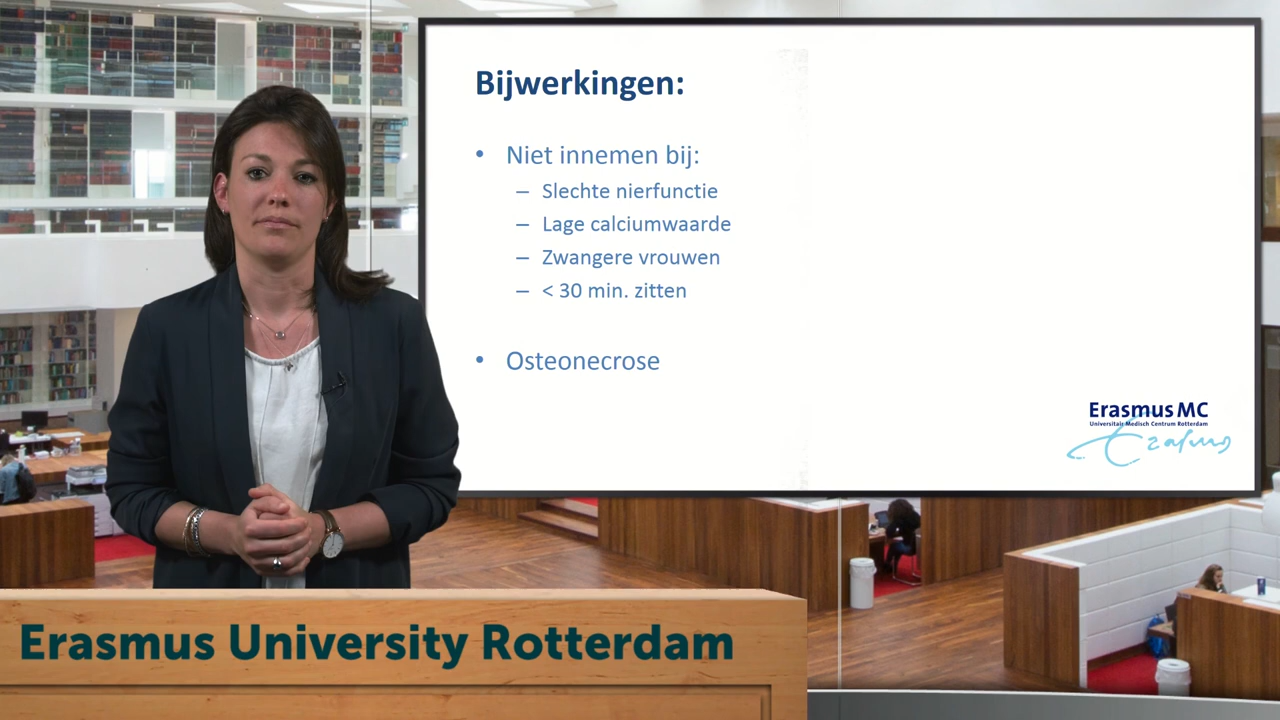 Bijwerkingen:
• Niet innemen bij:
– Slechte nierfunctie
– Lage calciumwaarde
– Zwangere vrouwen
– < 30 min. zitten
• Osteonecrose
Erasmus MC
Universitair Medisch Centrum Rotterdam
Erasmus
Erasmus University Rotterdam